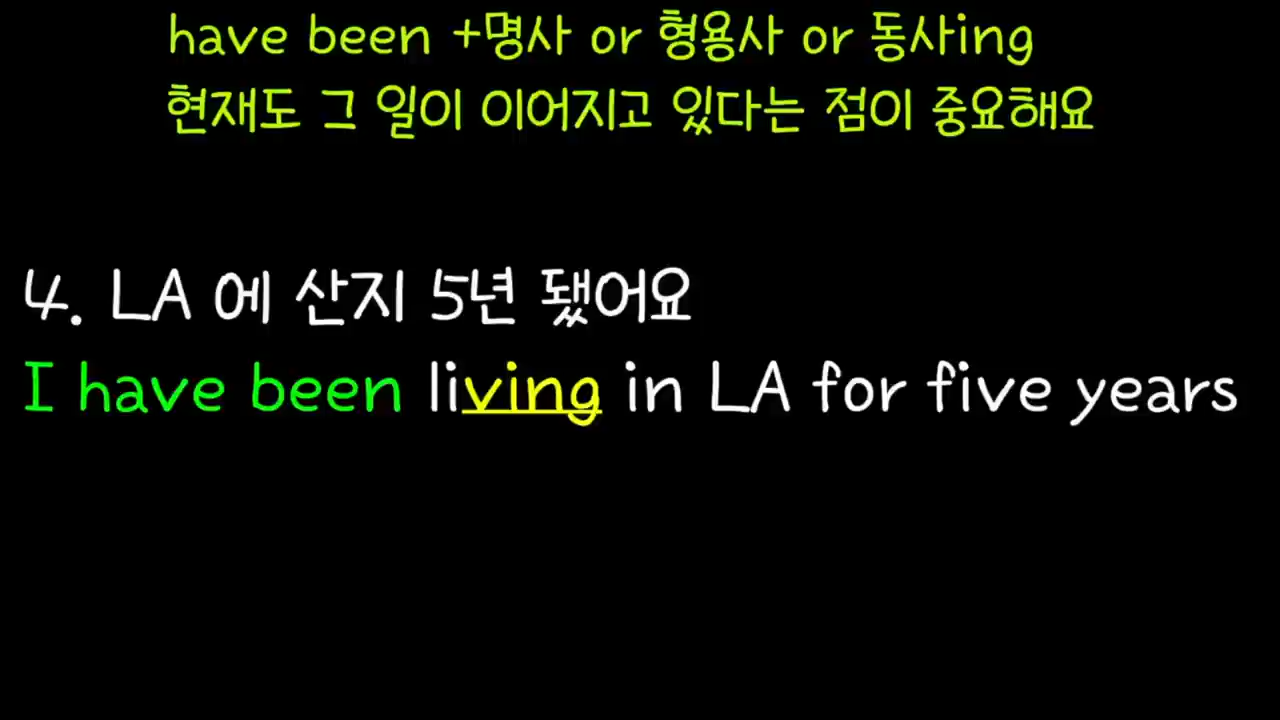 have been +명사 or 형용사 or 동사ing
현재도 그 일이 이어지고 있다는 점이 중요해요
4. LA 에 산지 5년 됐어요
I have been living in LA for five years